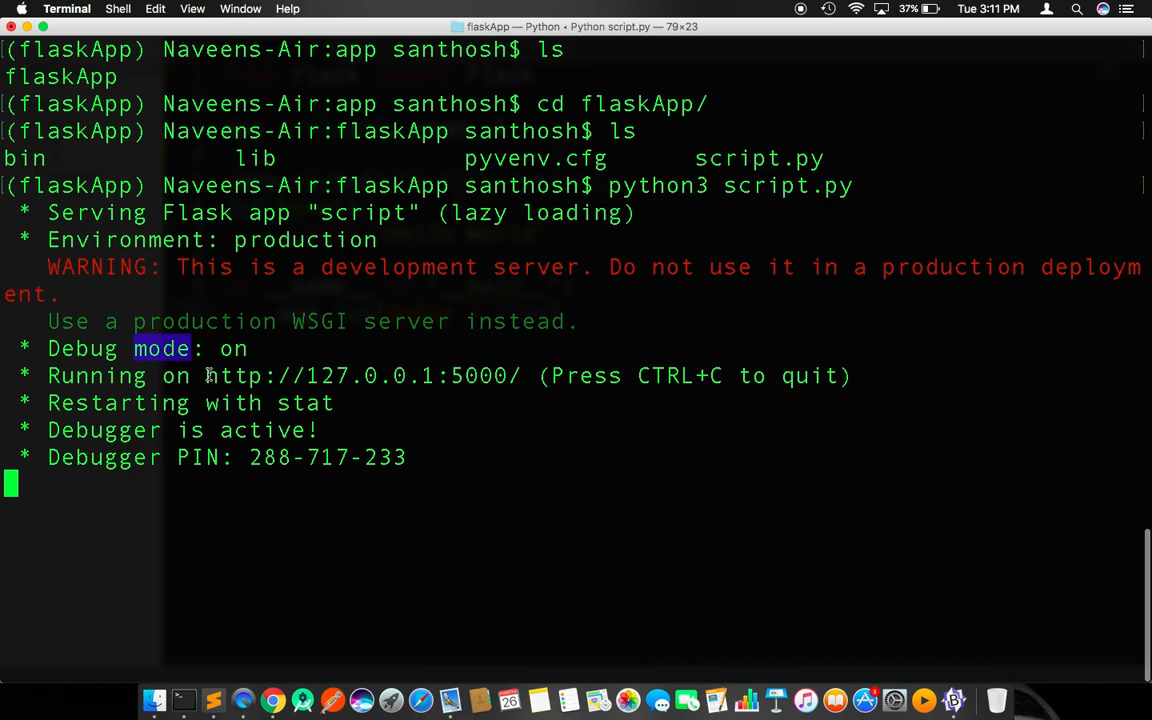 Terminal Shell Edit View Window Help 37% Tue 3:11 PM
flaskApp — Python • Python script.py — 79×23
(flaskApp) Naveens-Air:app santhosh$ ls
flaskApp
(flaskApp) Naveens-Air:app santhosh$ cd flaskApp/
(flaskApp) Naveens-Air:flaskApp santhosh$ ls
bin lib pyvenv.cfg script.py
(flaskApp) Naveens-Air:flaskApp santhosh$ python3 script.py
* Serving Flask app "script" (lazy loading)
* Environment: production
WARNING: This is a development server. Do not use it in a production deploym
ent.
Use a production WSGI server instead.
* Debug mode: on
* Running on http://127.0.0.1:5000/ (Press CTRL+C to quit)
* Restarting with stat
* Debugger is active!
* Debugger PIN: 288-717-233
26
3